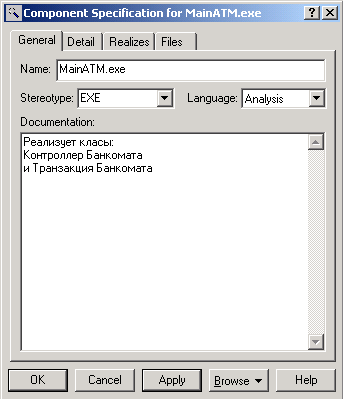 Component Specification for MainATM.exe
General Detail Realizes Files
Name: MainATM.exe
Stereotype: EXE Language: Analysis
Documentation:
Реализует класы:
Контроллер Банкомата
и Транзакция Банкомата
OK Cancel Apply Browse Help